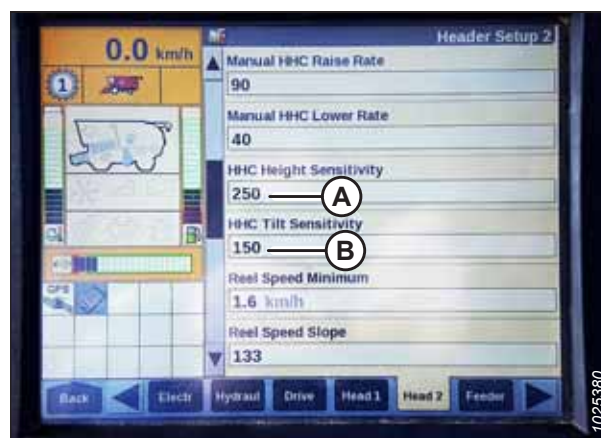 0.0 km/h
Header Setup 2
1
Manual HHC Raise Rate
90
Manual HHC Lower Rate
40
HHC Height Sensitivity
250
A
HHC Tilt Sensitivity
150
B
Reel Speed Minimum
1.6 km/h
Reel Speed Slope
133
GPS
Back
Electr
Hydraul
Drive
Head 1
Head 2
Feeder
1025380